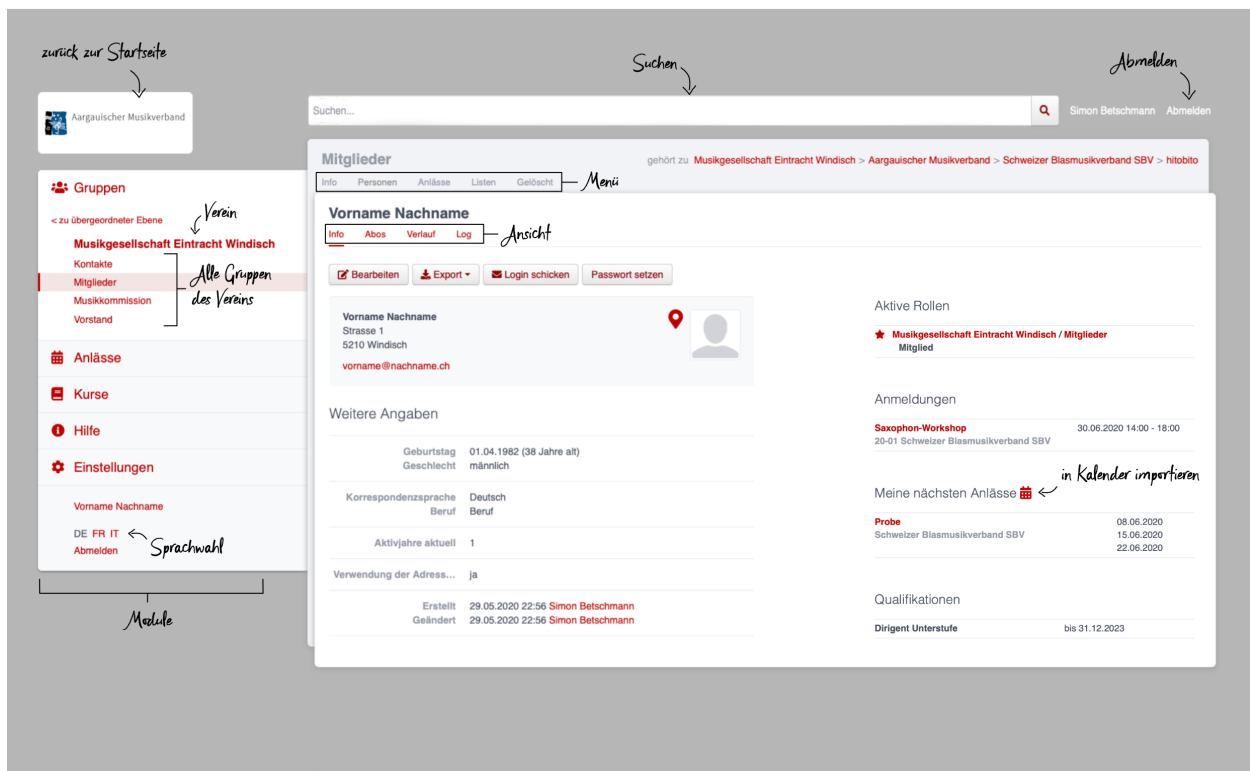 zurück zur Startseite
Suchen
Abmelden
Aargauischer Musikverband
Suchen...
Simon Betschmann Abmelden
Gruppen
< zu übergeordneter Ebene
Verein
Musikgesellschaft Eintracht Windisch
Kontakte
Mitglieder
Musikkommission
Vorstand
Alle Gruppen
des Vereins
Anlässe
Kurse
Hilfe
Einstellungen
Vorname Nachname
DE FR IT
Sprachwahl
Abmelden
Module
Mitglieder
gehört zu Musikgesellschaft Eintracht Windisch > Aargauischer Musikverband > Schweizer Blasmusikverband SBV > hitobito
Info Personen Anlässe Listen Gelöscht
Menü
Vorname Nachname
Info Abos Verlauf Log
Ansicht
Bearbeiten Export Login schicken Passwort setzen
Vorname Nachname
Strasse 1
5210 Windisch
vorname@nachname.ch
Weitere Angaben
Geburtstag 01.04.1982 (38 Jahre alt)
Geschlecht männlich
Korrespondenzsprache Deutsch
Beruf Beruf
Aktivjahre aktuell 1
Verwendung der Adress... ja
Erstellt 29.05.2020 22:56 Simon Betschmann
Geändert 29.05.2020 22:56 Simon Betschmann
Aktive Rollen
Musikgesellschaft Eintracht Windisch / Mitglieder
Mitglied
Anmeldungen
Saxophon-Workshop 30.06.2020 14:00 - 18:00
20-01 Schweizer Blasmusikverband SBV
in Kalender importieren
Meine nächsten Anlässe
Probe 08.06.2020
Schweizer Blasmusikverband SBV 15.06.2020
22.06.2020
Qualifikationen
Dirigent Unterstufe bis 31.12.2023